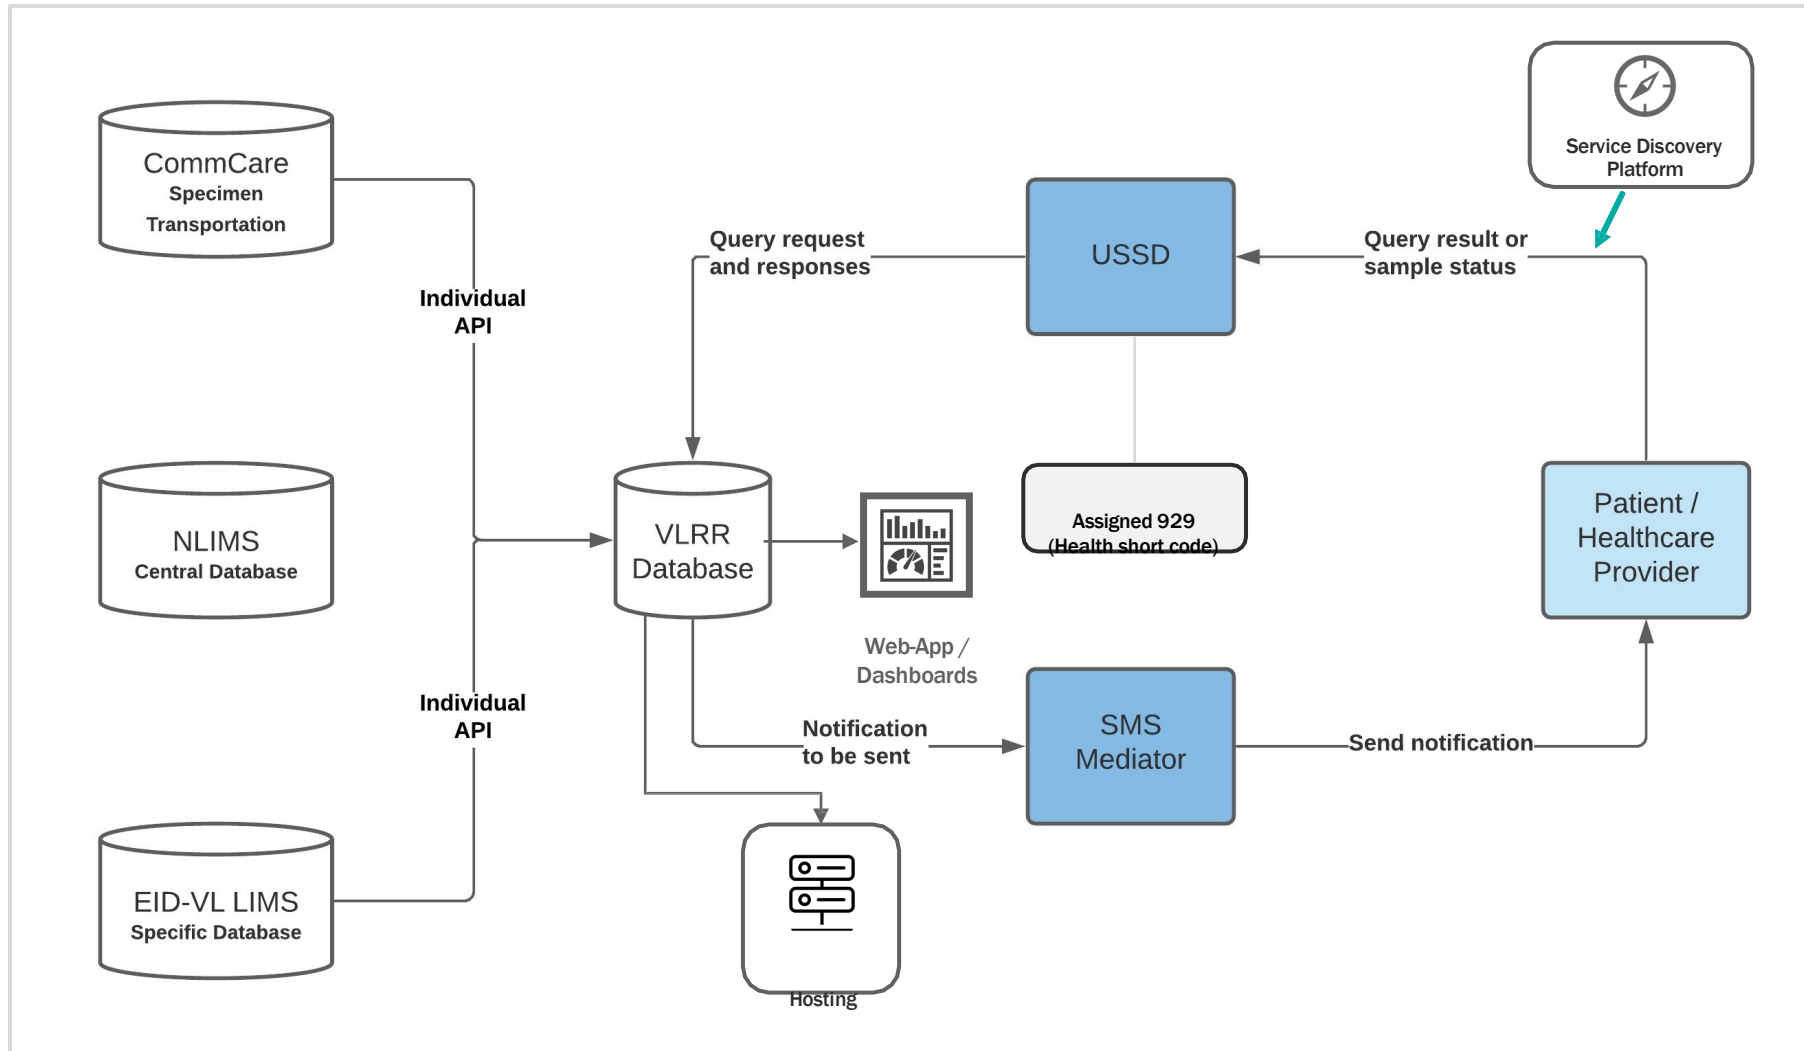 CommCare
Specimen
Transportation
Individual
API
NLIMS
Central Database
Individual
API
EID-VL LIMS
Specific Database
Query request
and responses
VLRR
Database
Web-App /
Dashboards
Notification
to be sent
Hosting
USSD
Assigned 929
(Health short code)
SMS
Mediator
Service Discovery
Platform
Query result or
sample status
Patient /
Healthcare
Provider
Send notification